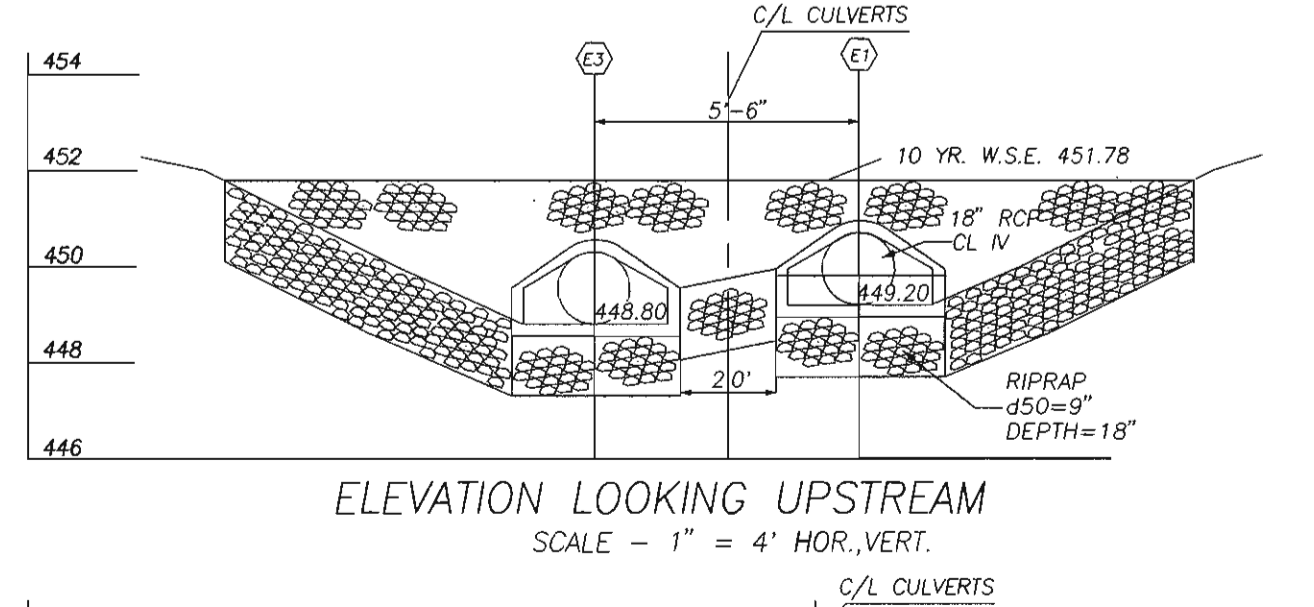 C/L CULVERTS
454
E3
E1
5'-6"
452
10 YR. W.S.E. 451.78
18" RCP
CL IV
450
448.80
449.20
448
2.0'
RIPRAP
d50=9"
DEPTH=18"
446
ELEVATION LOOKING UPSTREAM
SCALE - 1" = 4' HOR.,VERT.
C/L CULVERTS